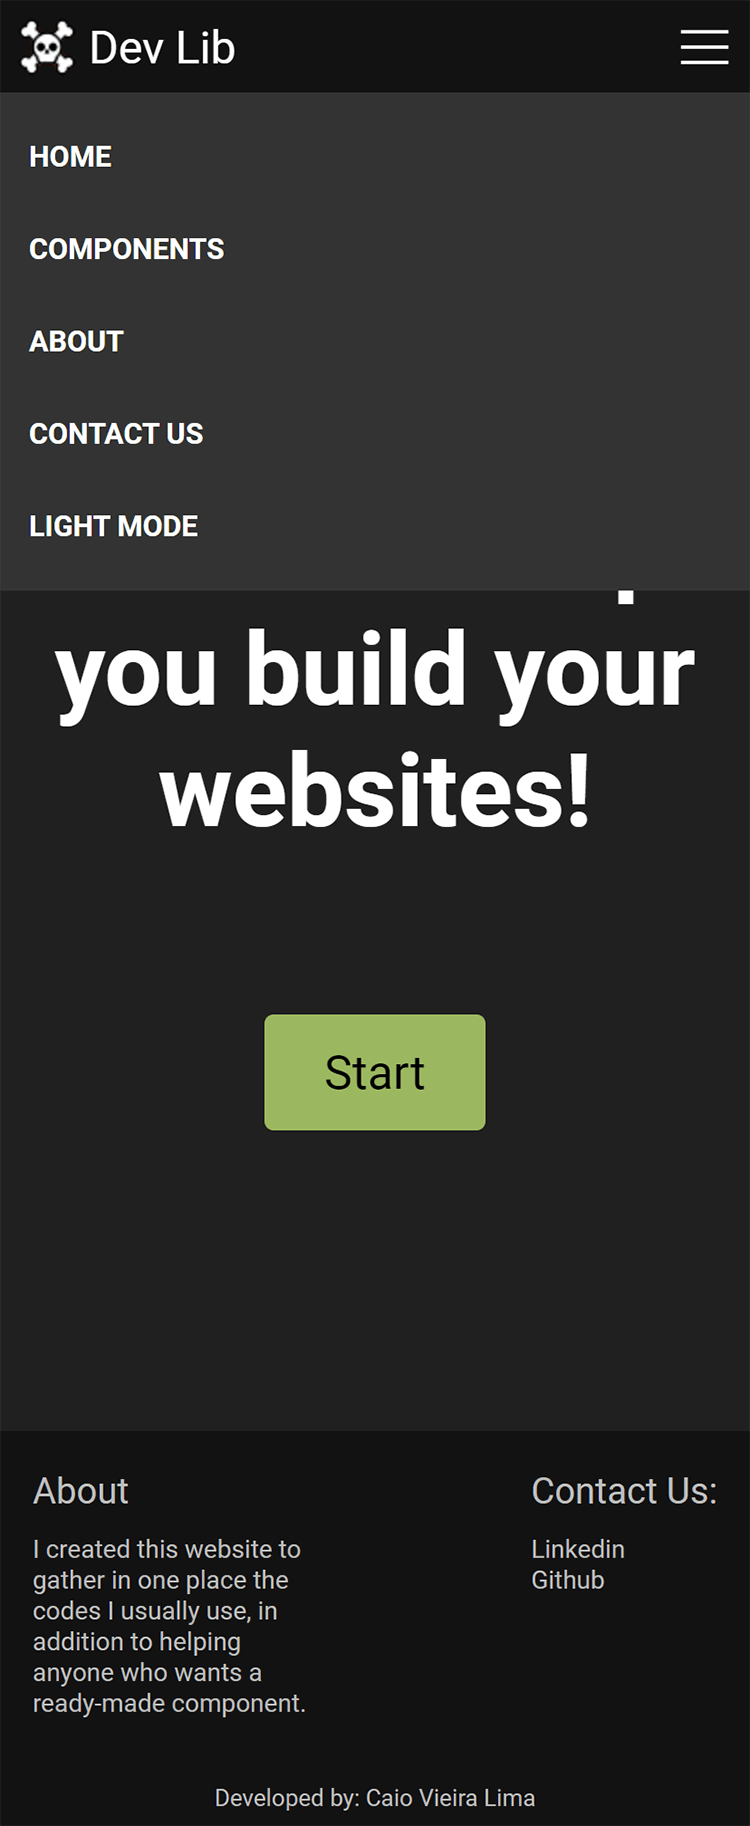 Dev Lib
HOME
COMPONENTS
ABOUT
CONTACT US
LIGHT MODE
you build your
websites!
Start
About
I created this website to
gather in one place the
codes I usually use, in
addition to helping
anyone who wants a
ready-made component.
Contact Us:
Linkedin
Github
Developed by: Caio Vieira Lima